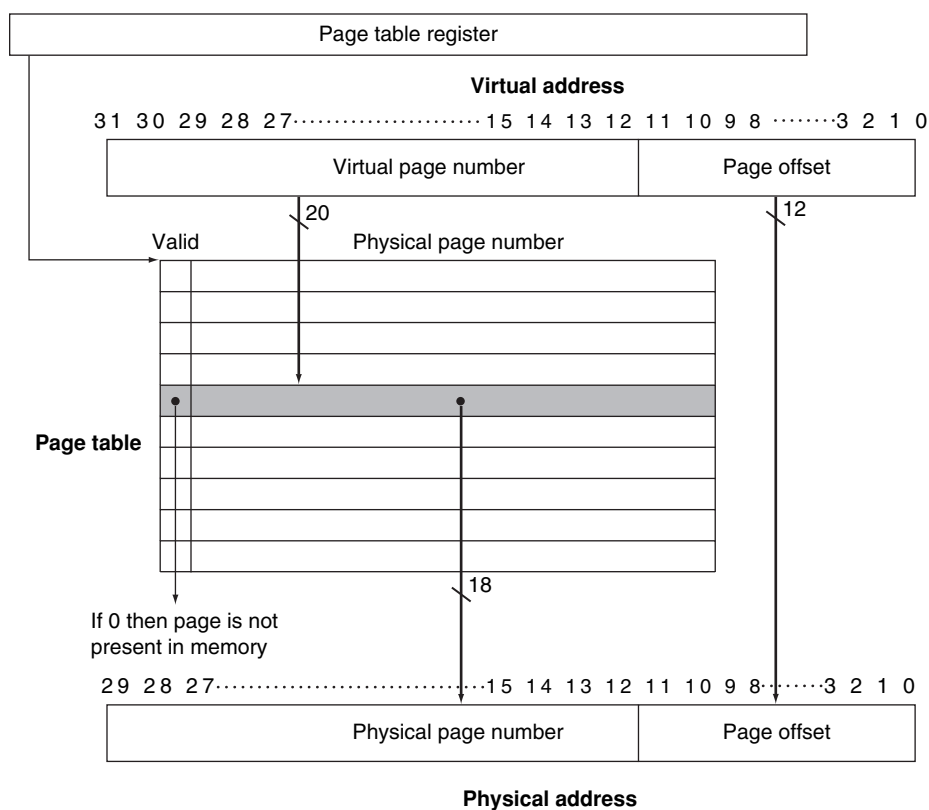 Page table register
Virtual address
31 30 29 28 27······················15 14 13 12 11 10 9 8 ········3 2 1 0
Virtual page number
Page offset
20
12
Valid
Physical page number
Page table
18
If 0 then page is not
present in memory
29 28 27································15 14 13 12 11 10 9 8········3 2 1 0
Physical page number
Page offset
Physical address